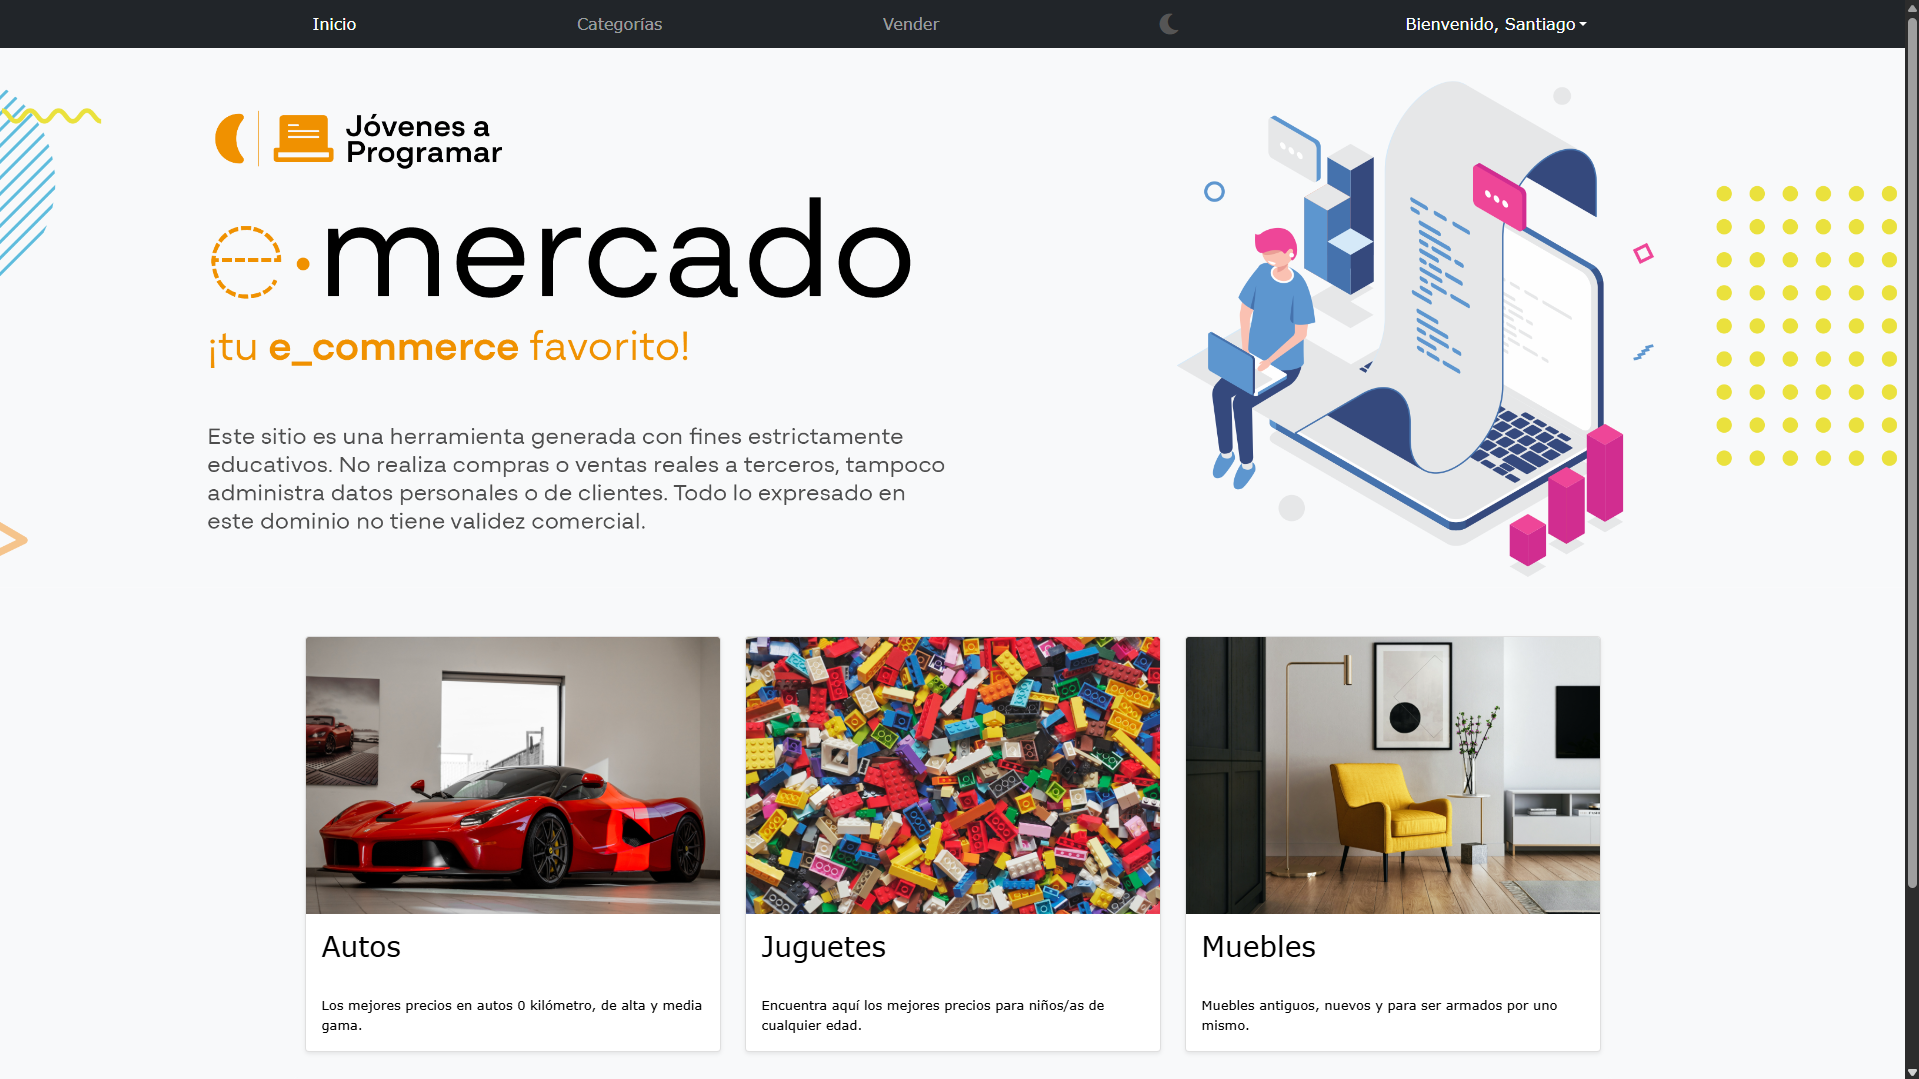 Inicio
Categorías
Vender
Bienvenido, Santiago
Jóvenes a
Programar
e·mercado
¡tu e_commerce favorito!
Este sitio es una herramienta generada con fines estrictamente
educativos. No realiza compras o ventas reales a terceros, tampoco
administra datos personales o de clientes. Todo lo expresado en
este dominio no tiene validez comercial.
Autos
Los mejores precios en autos 0 kilómetro, de alta y media
gama.
Juguetes
Encuentra aquí los mejores precios para niños/as de
cualquier edad.
Muebles
Muebles antiguos, nuevos y para ser armados por uno
mismo.